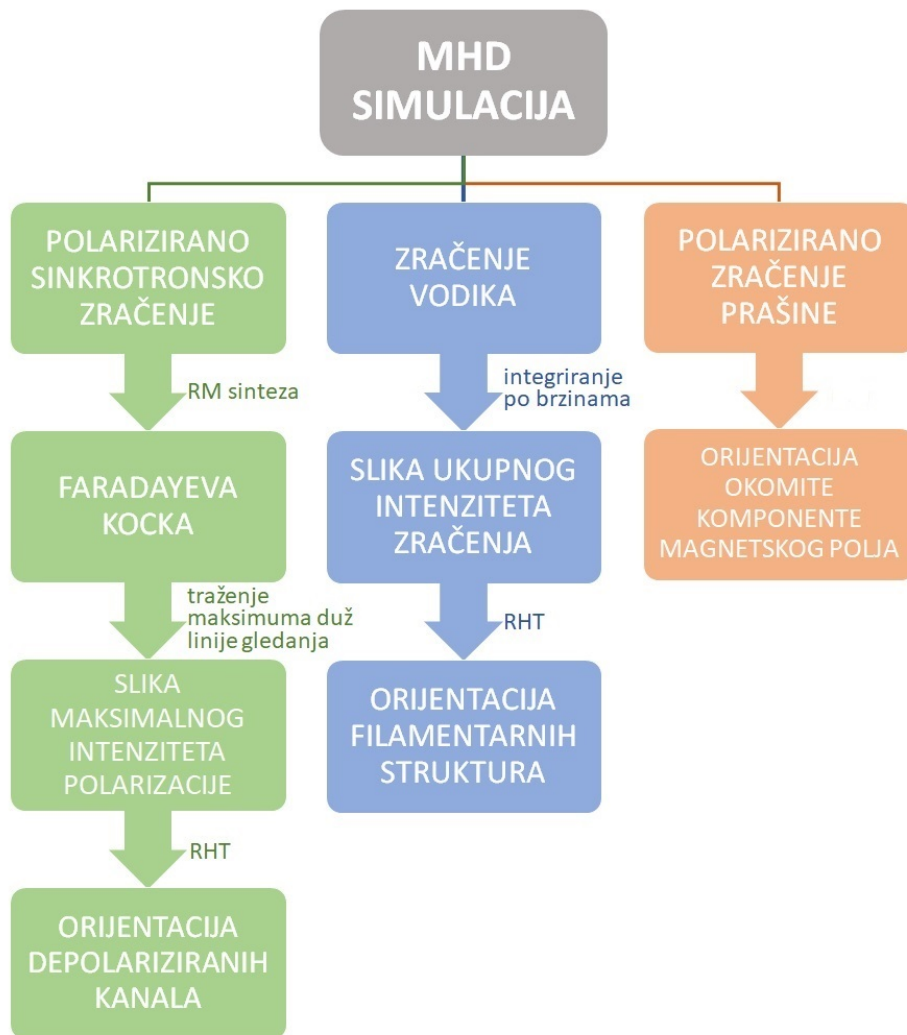 MHD
SIMULACIJA
POLARIZIRANO
SINKROTRONSKO
ZRAČENJE
RM sinteza
FARADAYEVA
KOCKA
traženje
maksimuma duž
linije gledanja
SLIKA
MAKSIMALNOG
INTENZITETA
POLARIZACIJE
RHT
ORIJENTACIJA
DEPOLARIZIRANIH
KANALA
ZRAČENJE
VODIKA
integriranje
po brzinama
SLIKA UKUPNOG
INTENZITETA
ZRAČENJA
RHT
ORIJENTACIJA
FILAMENTARNIH
STRUKTURA
POLARIZIRANO
ZRAČENJE
PRAŠINE
ORIJENTACIJA
OKOMITE
KOMPONENTE
MAGNETSKOG POLJA